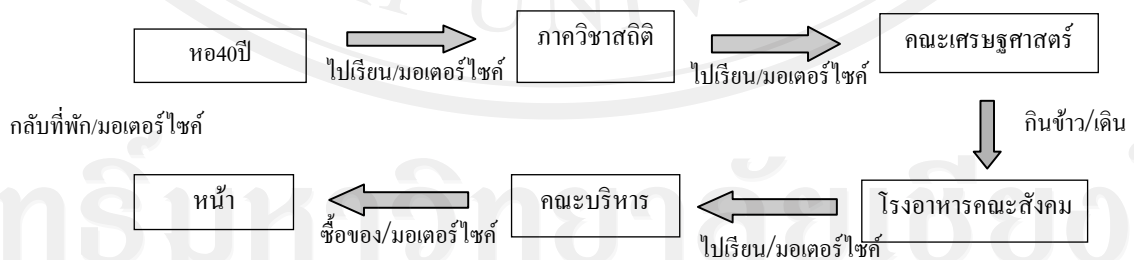 หอ40ปี
ไปเรียน/มอเตอร์ไซค์
ภาควิชาสถิติ
ไปเรียน/มอเตอร์ไซค์
คณะเศรษฐศาสตร์
กินข้าว/เดิน
โรงอาหารคณะสังคม
ไปเรียน/มอเตอร์ไซค์
คณะบริหาร
ซื้อของ/มอเตอร์ไซค์
หน้า
กลับที่พัก/มอเตอร์ไซค์